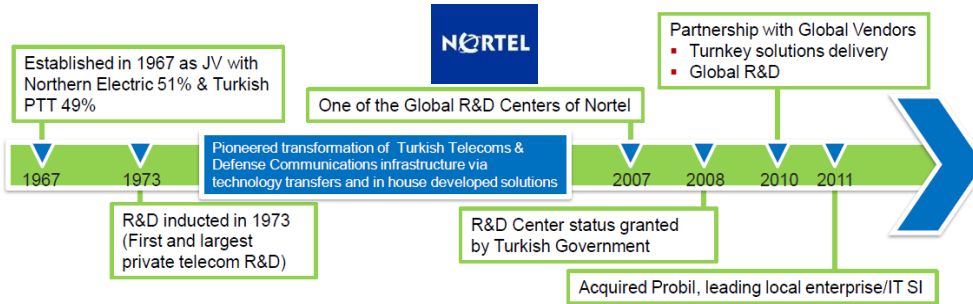 NORTEL
Partnership with Global Vendors
Turnkey solutions delivery
Global R&D
Established in 1967 as JV with
Northern Electric 51% & Turkish
PTT 49%
One of the Global R&D Centers of Nortel
Pioneered transformation of Turkish Telecoms &
Defense Communications infrastructure via
technology transfers and in house developed solutions
1967
1973
2007
2008
2010
2011
R&D inducted in 1973
(First and largest
private telecom R&D)
R&D Center status granted
by Turkish Government
Acquired Probil, leading local enterprise/IT SI